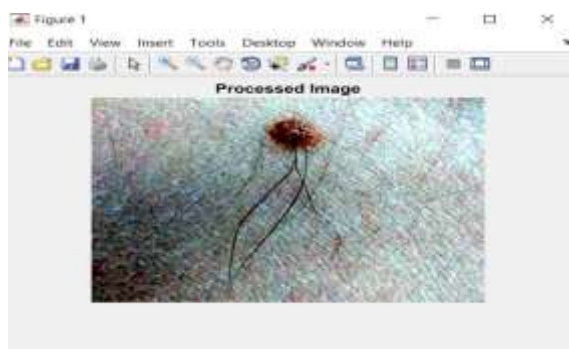 Figure 1
File Edit View Insert Tools Desktop Window Help
Processed Image